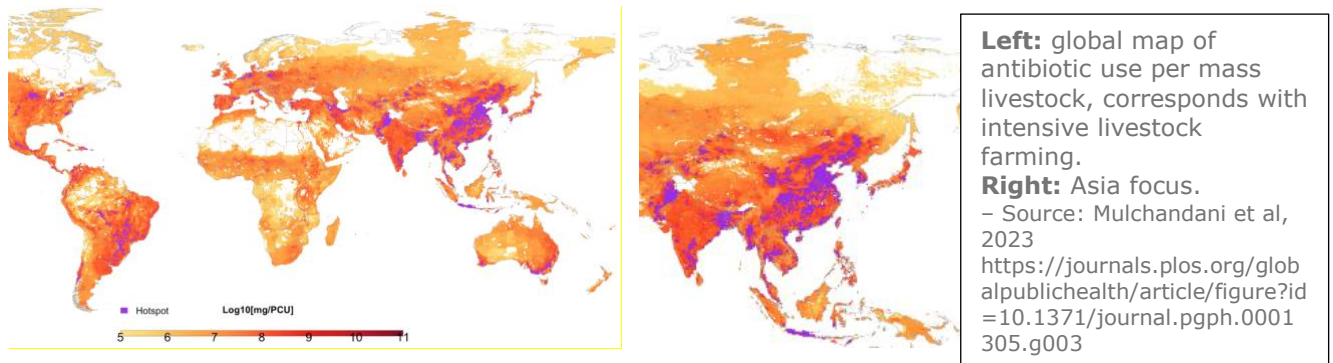 Hotspot
Log10[mg/PCU]
5 6 7 8 9 10 11
Left: global map of
antibiotic use per mass
livestock, corresponds with
intensive livestock
farming.
Right: Asia focus.
– Source: Mulchandani et al,
2023
https://journals.plos.org/glob
alpublichealth/article/figure?id
=10.1371/journal.pgph.0001
305.g003